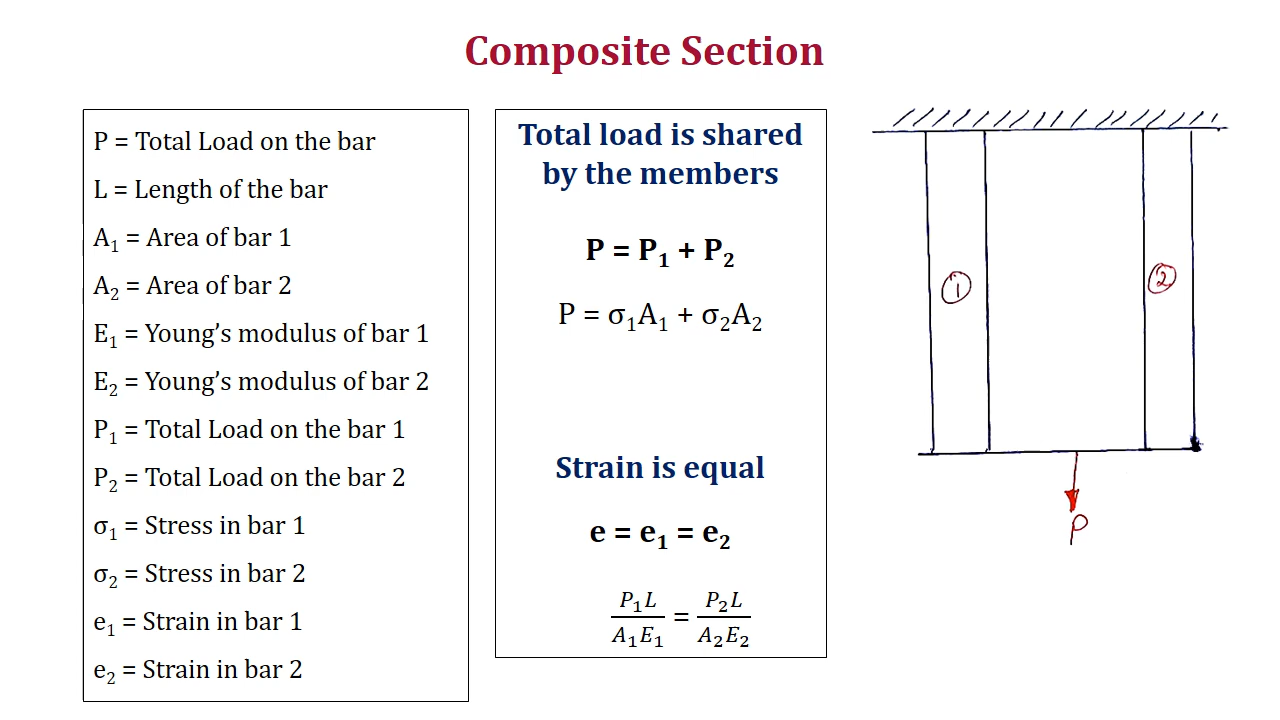 Composite Section
P = Total Load on the bar
L = Length of the bar
A₁ = Area of bar 1
A₂ = Area of bar 2
E₁ = Young’s modulus of bar 1
E₂ = Young’s modulus of bar 2
P₁ = Total Load on the bar 1
P₂ = Total Load on the bar 2
σ₁ = Stress in bar 1
σ₂ = Stress in bar 2
e₁ = Strain in bar 1
e₂ = Strain in bar 2
Total load is shared
by the members
P = P₁ + P₂
P = σ₁A₁ + σ₂A₂
Strain is equal
e = e₁ = e₂
P₁L/A₁E₁ = P₂L/A₂E₂
①
②
P